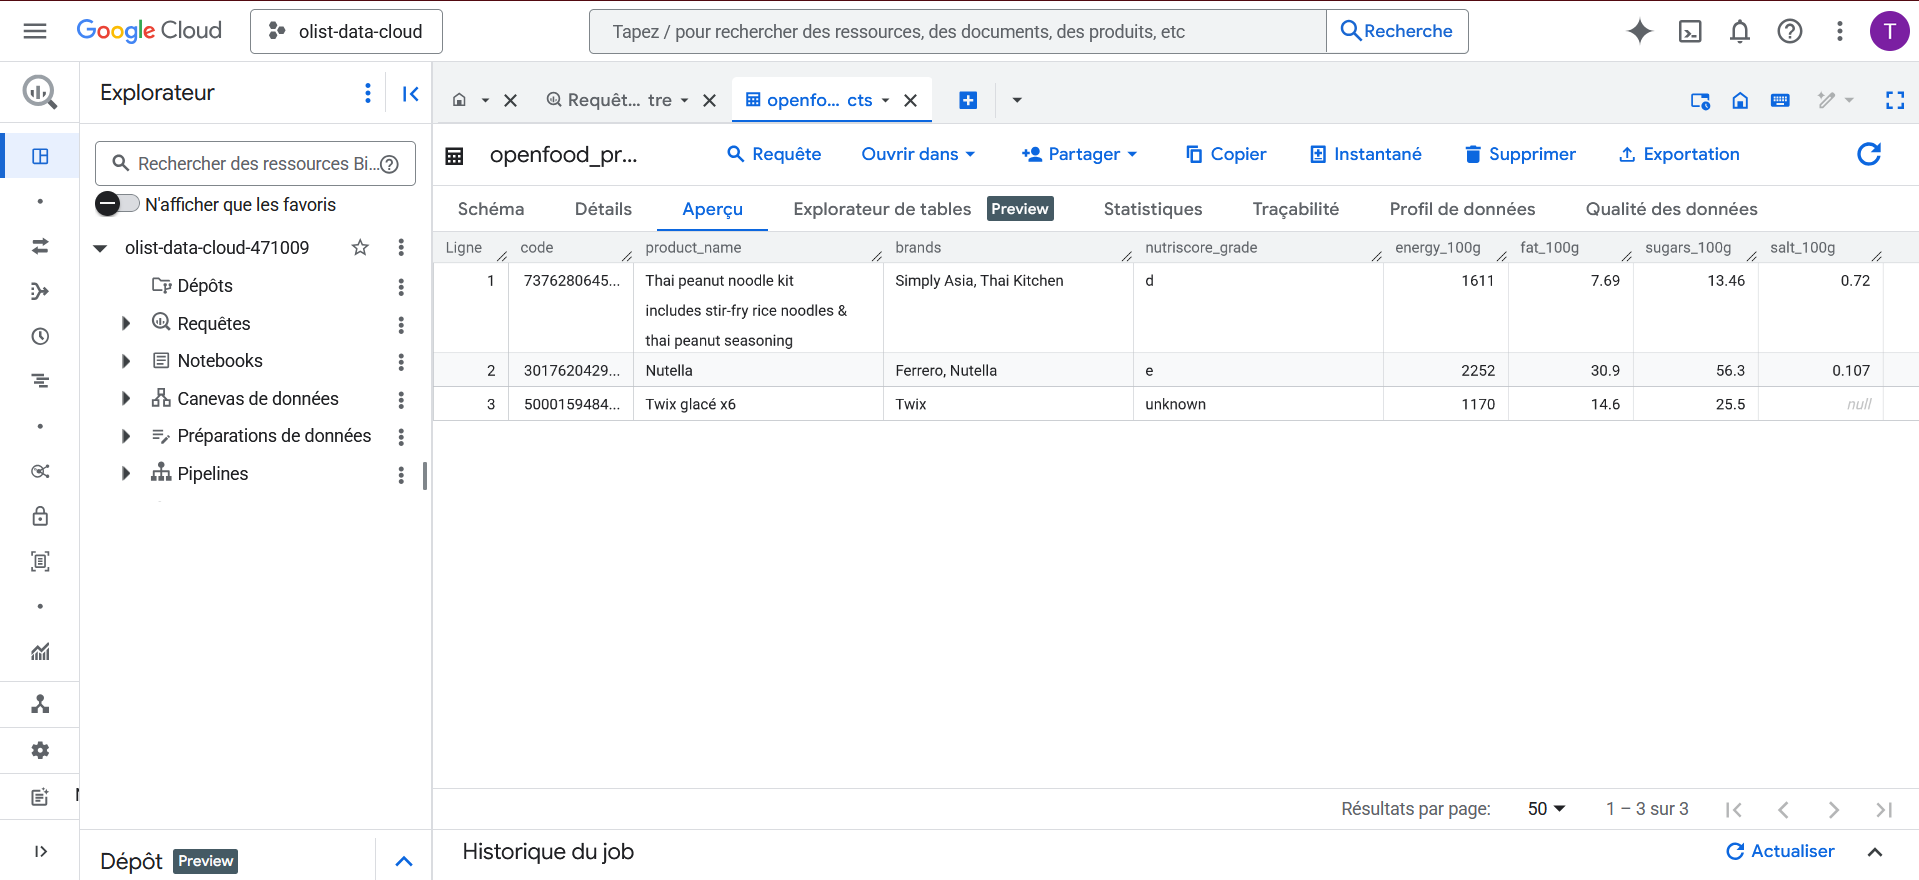 Google Cloud
olist-data-cloud
Tapez / pour rechercher des ressources, des documents, des produits, etc
Recherche
T
Explorateur
Requêt... tre
openfo... cts
Rechercher des ressources Bi...
N'afficher que les favoris
olist-data-cloud-471009
Dépôts
Requêtes
Notebooks
Canevas de données
Préparations de données
Pipelines
Dépôt Preview
openfood_pr...
Requête
Ouvrir dans
Partager
Copier
Instantané
Supprimer
Exportation
Schéma Détails Aperçu Explorateur de tables Preview Statistiques Traçabilité Profil de données Qualité des données
Ligne code product_name brands nutriscore_grade energy_100g fat_100g sugars_100g salt_100g
1 7376280645... Thai peanut noodle kit Simply Asia, Thai Kitchen d 1611 7.69 13.46 0.72
includes stir-fry rice noodles &
thai peanut seasoning
2 3017620429... Nutella Ferrero, Nutella e 2252 30.9 56.3 0.107
3 5000159484... Twix glacé x6 Twix unknown 1170 14.6 25.5 null
Résultats par page: 50 1 – 3 sur 3
Historique du job
Actualiser